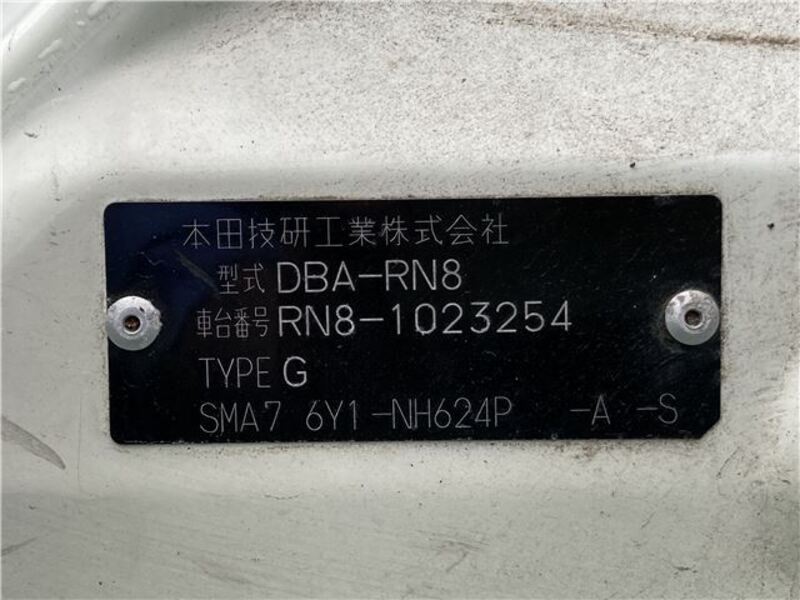 本田技研工業株式会社
型式 DBA-RN8
車台番号 RN8-1023254
TYPE G
SMA7 6Y1-NH624P -A -S